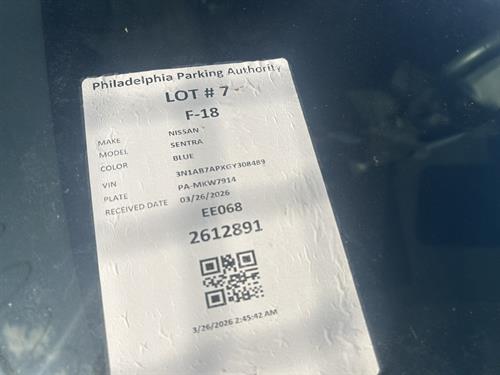 Philadelphia Parking Authority
LOT # 7
F-18
MAKE NISSAN
MODEL SENTRA
COLOR BLUE
VIN 3N1AB7APXGY308489
PLATE PA-MKW7914
RECEIVED DATE 03/26/2026
EE068
2612891
3/26/2026 2:45:42 AM